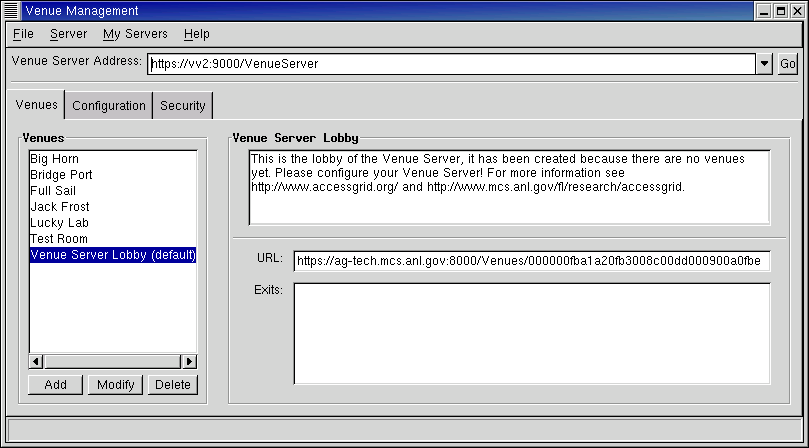 Venue Management
File Server My Servers Help
Venue Server Address: https://vv2:9000/VenueServer Go
Venues Configuration Security
Venues
Big Horn
Bridge Port
Full Sail
Jack Frost
Lucky Lab
Test Room
Venue Server Lobby (default)
Add Modify Delete
Venue Server Lobby
This is the lobby of the Venue Server, it has been created because there are no venues
yet. Please configure your Venue Server! For more information see
http://www.accessgrid.org/ and http://www.mcs.anl.gov/fl/research/accessgrid.
URL: https://ag-tech.mcs.anl.gov:8000/Venues/000000fba1a20fb3008c00dd000900a0fbe
Exits: